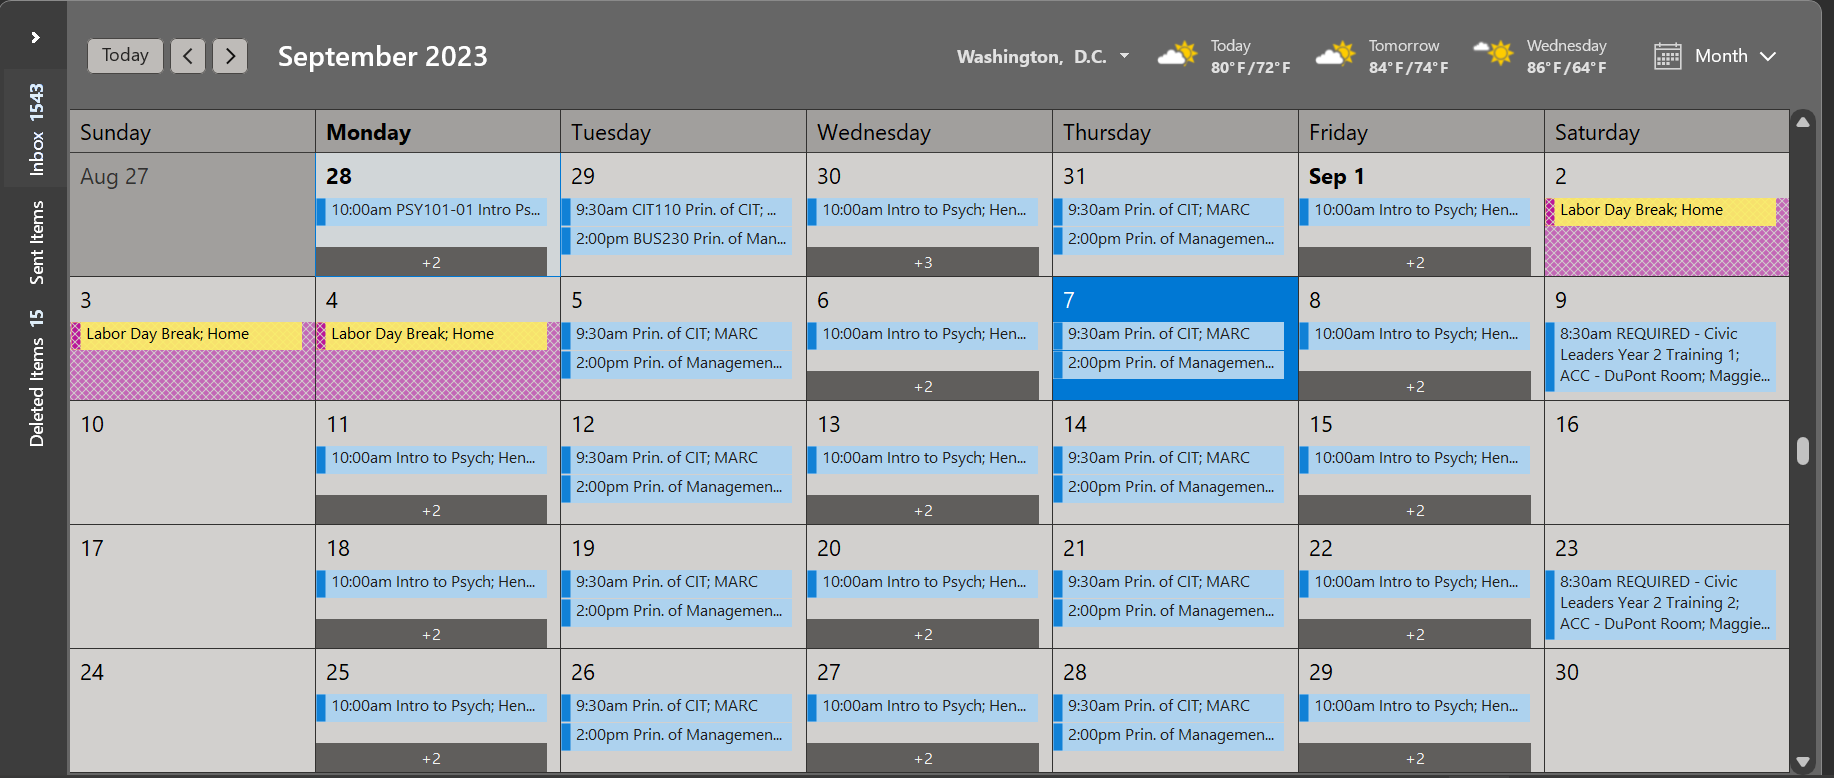 Today
September 2023
Washington, D.C.
Today
80°F/72°F
Tomorrow
84°F/74°F
Wednesday
86°F/64°F
Month
Inbox 1543
Sent Items
Deleted Items 15
Sunday
Monday
Tuesday
Wednesday
Thursday
Friday
Saturday
Aug 27
28
10:00am PSY101-01 Intro Ps...
+2
29
9:30am CIT110 Prin. of CIT; ...
2:00pm BUS230 Prin. of Man...
30
10:00am Intro to Psych; Hen...
+3
31
9:30am Prin. of CIT; MARC
2:00pm Prin. of Managemen...
Sep 1
10:00am Intro to Psych; Hen...
+2
2
Labor Day Break; Home
3
Labor Day Break; Home
4
Labor Day Break; Home
5
9:30am Prin. of CIT; MARC
2:00pm Prin. of Managemen...
6
10:00am Intro to Psych; Hen...
+2
7
9:30am Prin. of CIT; MARC
2:00pm Prin. of Managemen...
8
10:00am Intro to Psych; Hen...
+2
9
8:30am REQUIRED - Civic
Leaders Year 2 Training 1;
ACC - DuPont Room; Maggie...
10
11
10:00am Intro to Psych; Hen...
+2
12
9:30am Prin. of CIT; MARC
2:00pm Prin. of Managemen...
13
10:00am Intro to Psych; Hen...
+2
14
9:30am Prin. of CIT; MARC
2:00pm Prin. of Managemen...
15
10:00am Intro to Psych; Hen...
+2
16
17
18
10:00am Intro to Psych; Hen...
+2
19
9:30am Prin. of CIT; MARC
2:00pm Prin. of Managemen...
20
10:00am Intro to Psych; Hen...
+2
21
9:30am Prin. of CIT; MARC
2:00pm Prin. of Managemen...
22
10:00am Intro to Psych; Hen...
+2
23
8:30am REQUIRED - Civic
Leaders Year 2 Training 2;
ACC - DuPont Room; Maggie...
24
25
10:00am Intro to Psych; Hen...
+2
26
9:30am Prin. of CIT; MARC
2:00pm Prin. of Managemen...
27
10:00am Intro to Psych; Hen...
+2
28
9:30am Prin. of CIT; MARC
2:00pm Prin. of Managemen...
29
10:00am Intro to Psych; Hen...
+2
30